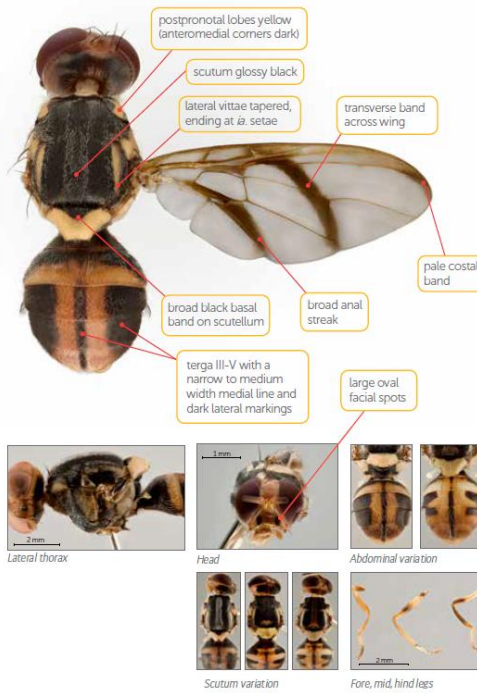 postpronotal lobes yellow
(anteromedial corners dark)
scutum glossy black
lateral vittae tapered,
ending at ia. setae
transverse band
across wing
pale costal
band
broad anal
streak
broad black basal
band on scutellum
terga III–V with a
narrow to medium
width medial line and
dark lateral markings
large oval
facial spots
2 mm
Lateral thorax
1 mm
Head
Abdominal variation
Scutum variation
2 mm
Fore, mid, hind legs